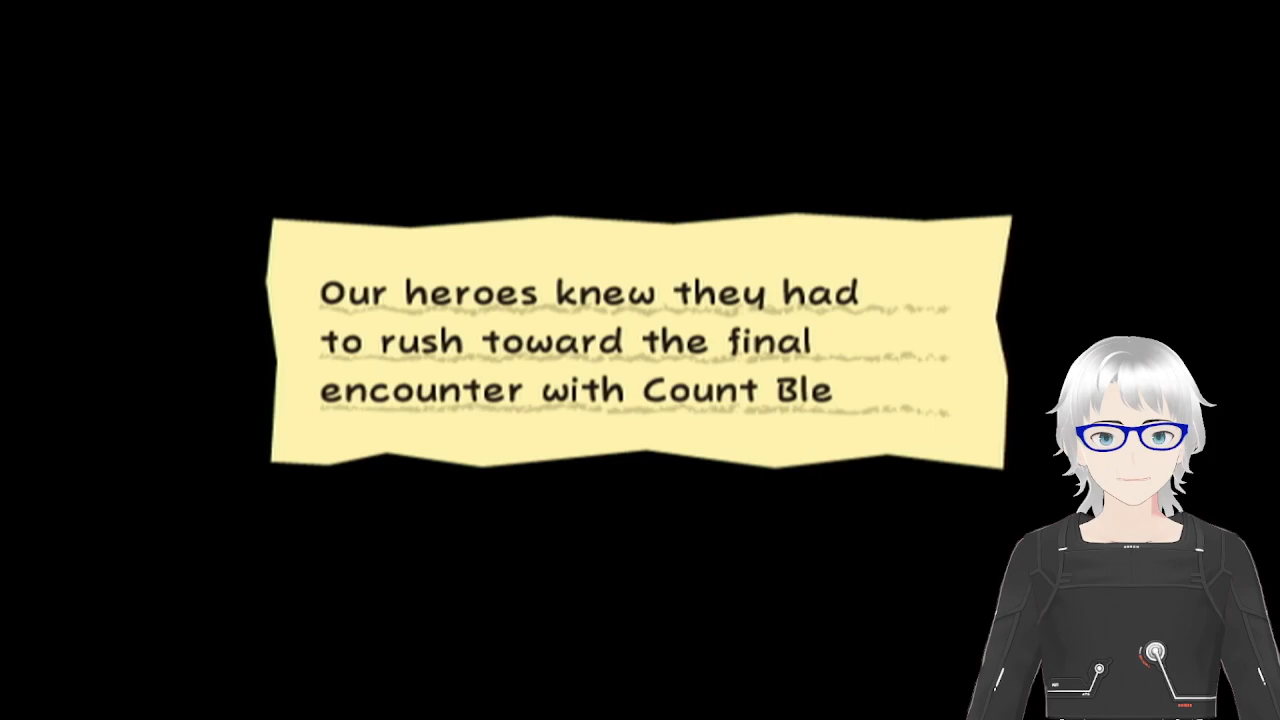 Our heroes knew they had
to rush toward the final
encounter with Count Ble